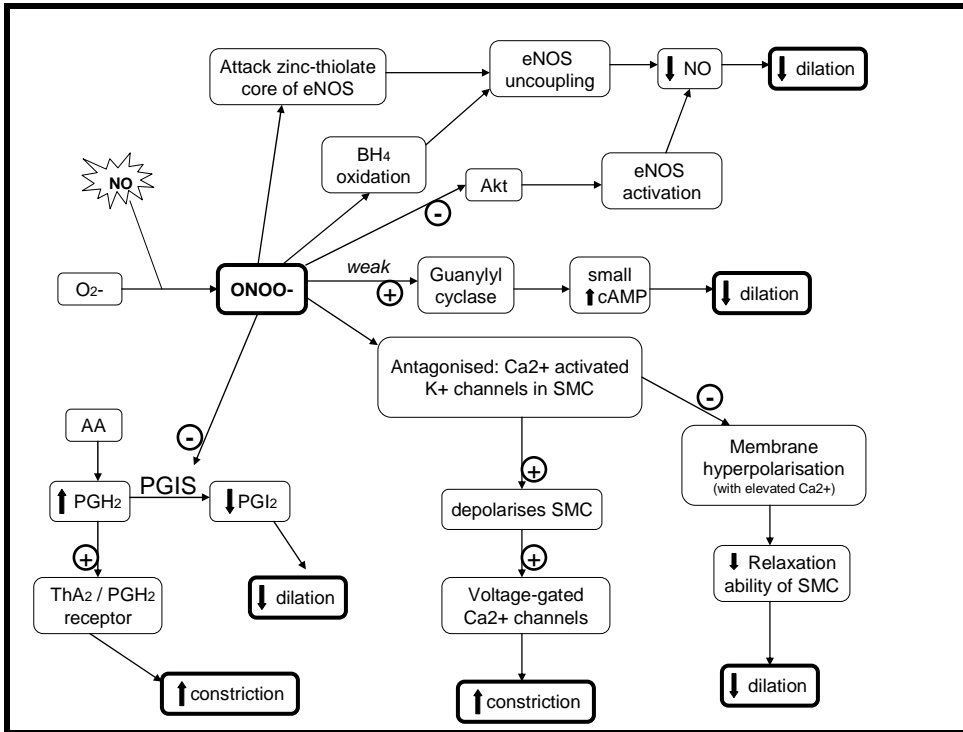 Attack zinc-thiolate
core of eNOS
eNOS
uncoupling
NO
dilation
BH4
oxidation
Akt
eNOS
activation
-
NO
O2-
ONOO-
weak
+
Guanylyl
cyclase
small
cAMP
dilation
Antagonised: Ca2+ activated
K+ channels in SMC
-
-
AA
Membrane
hyperpolarisation
(with elevated Ca2+)
PGH2
PGIS
PGI2
+
depolarises SMC
+
+
Relaxation
ability of SMC
ThA2 / PGH2
receptor
dilation
Voltage-gated
Ca2+ channels
constriction
constriction
dilation